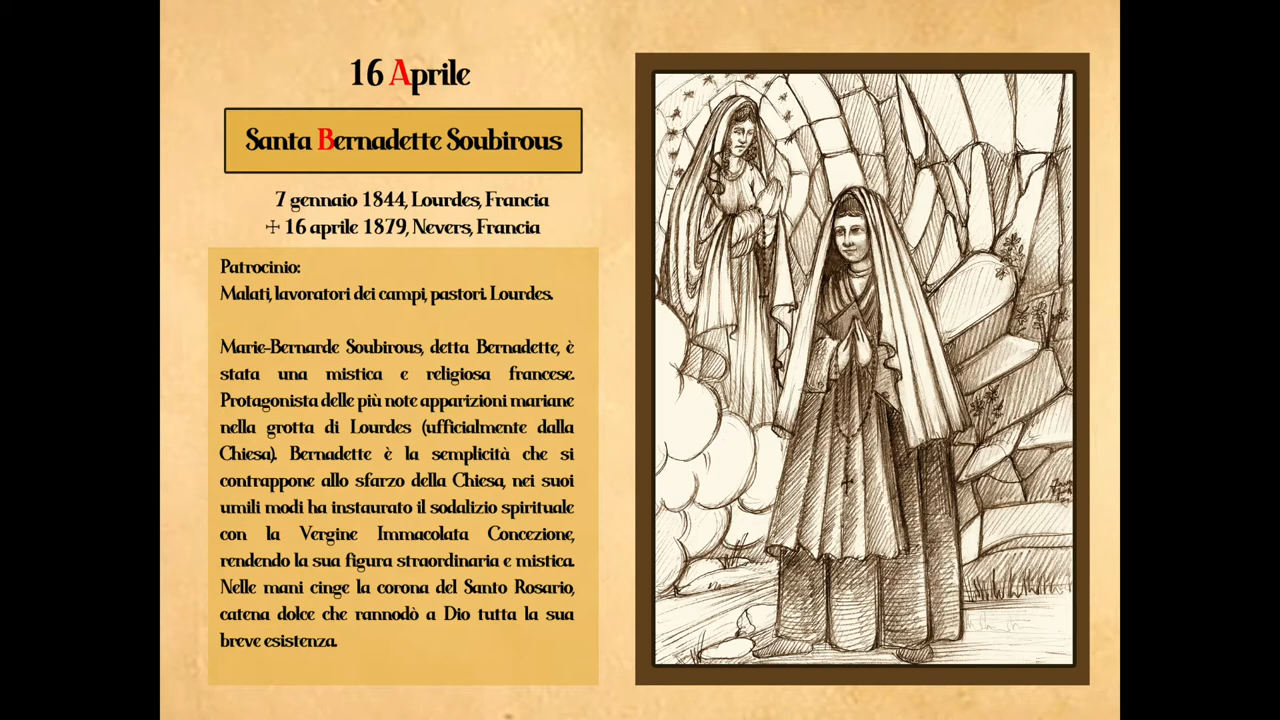 16 Aprile
Santa Bernadette Soubirous
7 gennaio 1844, Lourdes, Francia
♰ 16 aprile 1879, Nevers, Francia
Patrocinio:
Malati, lavoratori dei campi, pastori. Lourdes.
Marie-Bernarde Soubirous, detta Bernadette, è
stata una mistica e religiosa francese.
Protagonista delle più note apparizioni mariane
nella grotta di Lourdes (ufficialmente dalla
Chiesa). Bernadette è la semplicità che si
contrappone allo sfarzo della Chiesa, nei suoi
umili modi ha instaurato il sodalizio spirituale
con la Vergine Immacolata Concezione,
rendendo la sua figura straordinaria e mistica.
Nelle mani cinge la corona del Santo Rosario,
catena dolce che rannodò a Dio tutta la sua
breve esistenza.